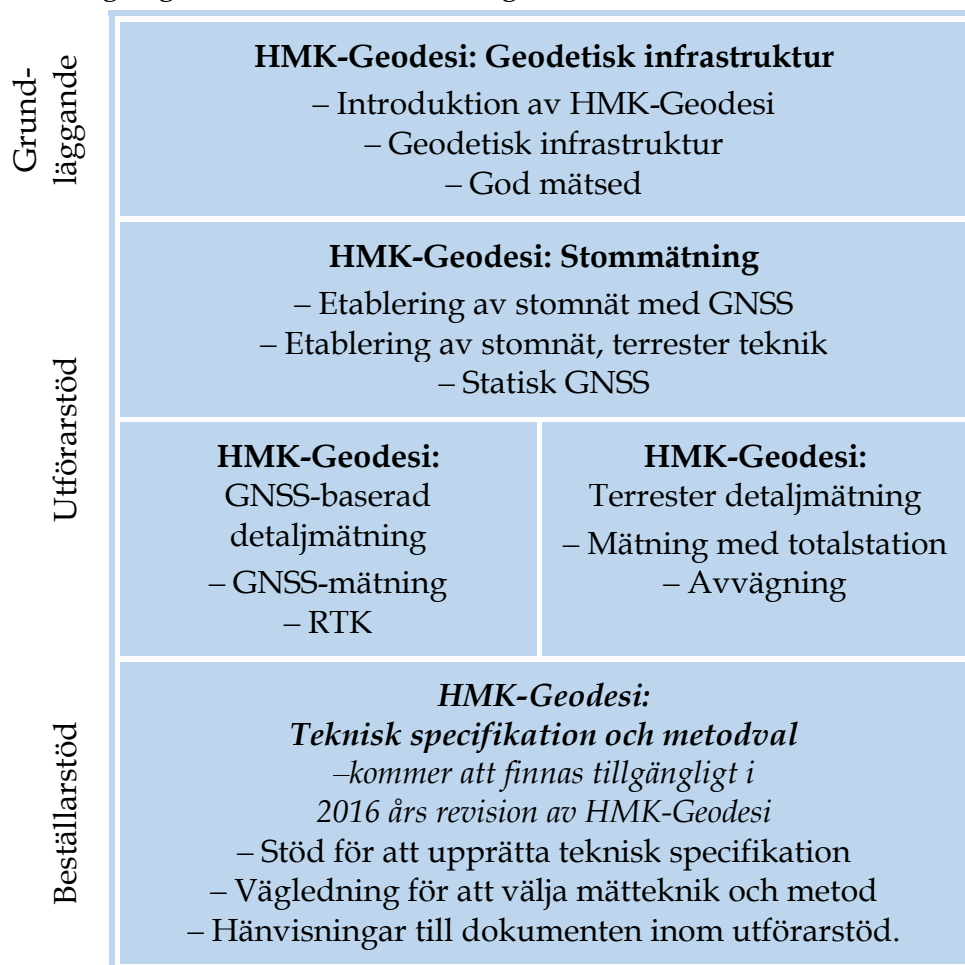 Grund-
läggande
HMK-Geodesi: Geodetisk infrastruktur
– Introduktion av HMK-Geodesi
– Geodetisk infrastruktur
– God mätsed
Utförarstöd
HMK-Geodesi: Stommätning
– Etablering av stomnät med GNSS
– Etablering av stomnät, terrester teknik
– Statisk GNSS
HMK-Geodesi:
GNSS-baserad
detaljmätning
– GNSS-mätning
– RTK
HMK-Geodesi:
Terrester detaljmätning
– Mätning med totalstation
– Avvägning
Beställarstöd
HMK-Geodesi:
Teknisk specifikation och metodval
–kommer att finnas tillgängligt i
2016 års revision av HMK-Geodesi
– Stöd för att upprätta teknisk specifikation
– Vägledning för att välja mätteknik och metod
– Hänvisningar till dokumenten inom utförarstöd.